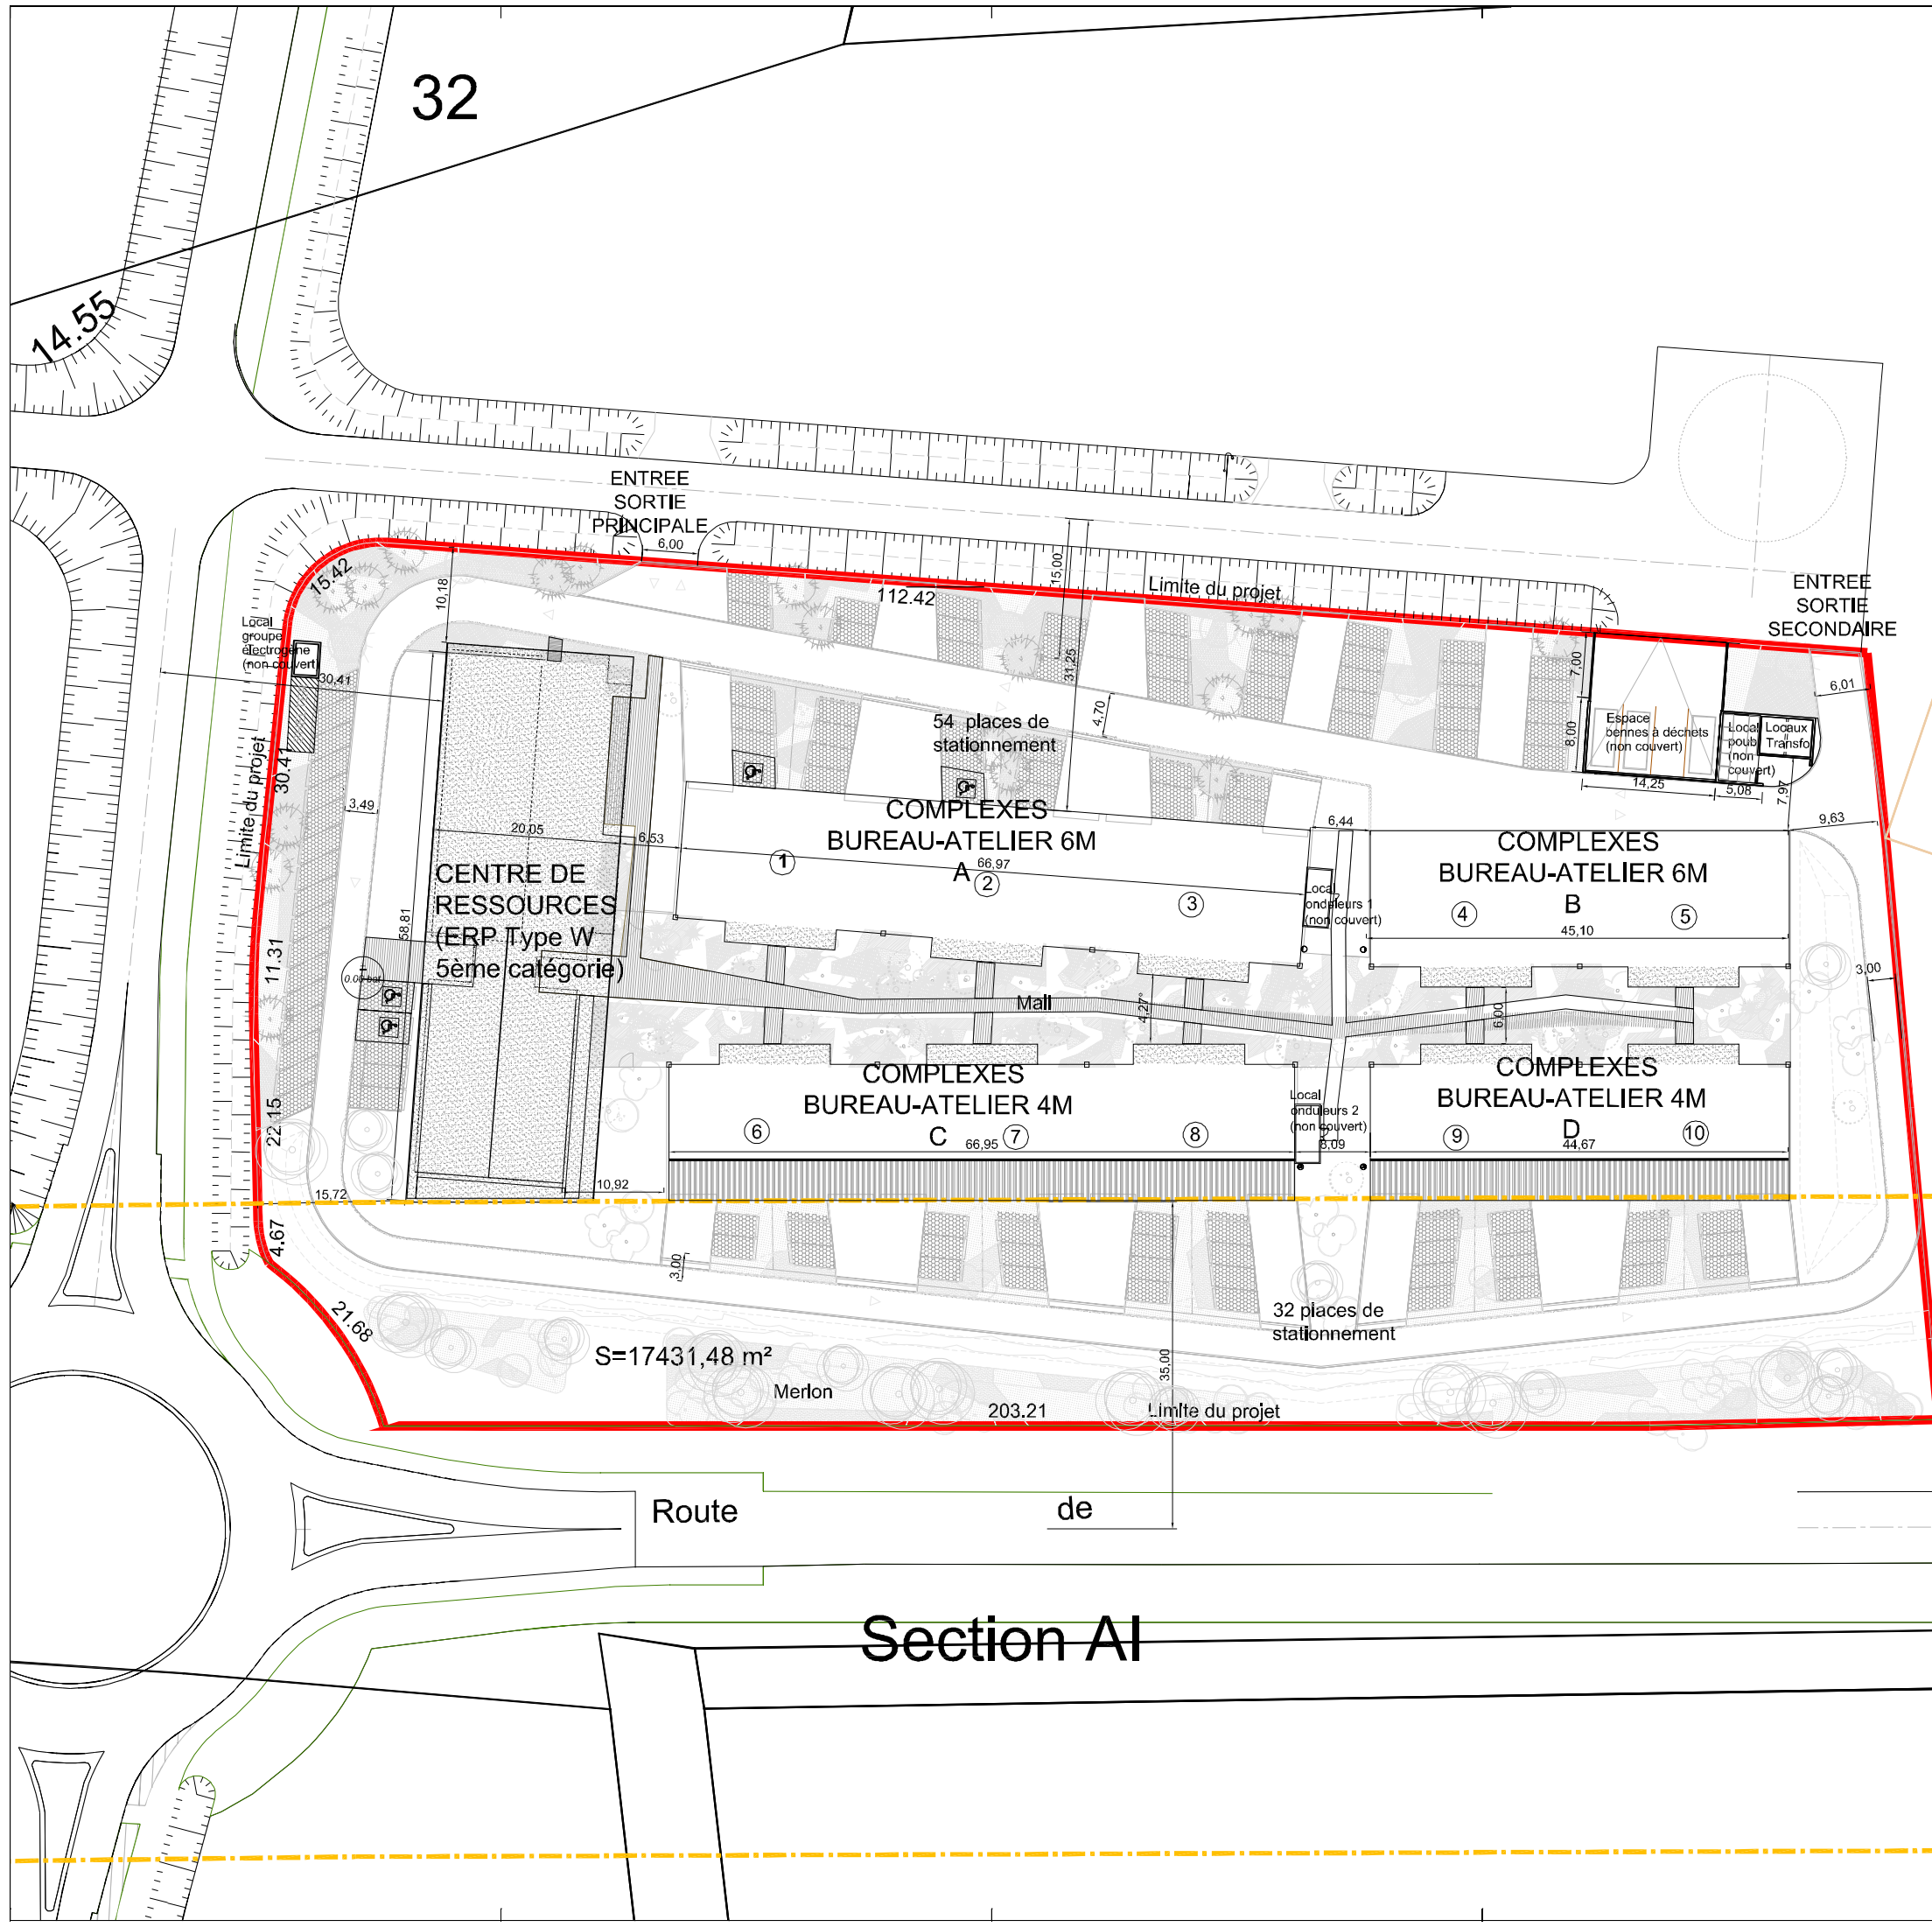 32
14.55
ENTREE
SORTIE
PRINCIPALE
6,00
15,00
15.42
10,18
112.42
Limite du projet
ENTREE
SORTIE
SECONDAIRE
Local
groupe
électrogène
(non couvert)
30,41
31,25
7,00
6,01
4,70
54 places de
stationnement
8,00
Espace
bennes à déchets
(non couvert)
Local
poub
(non
couvert)
Locaux
Transfo
14,25
5,08
7,97
9,63
Limite du projet
30.41
3,49
20,05
6,53
COMPLEXES
BUREAU-ATELIER 6M
A
66,97
1
2
3
6,44
Local
onduleurs 1
(non couvert)
COMPLEXES
BUREAU-ATELIER 6M
B
4
5
45,10
CENTRE DE
RESSOURCES
(ERP Type W
5ème catégorie)
58,81
11.31
0.00 bat
3,00
Mall
4,27
6,00
22.15
COMPLEXES
BUREAU-ATELIER 4M
C
6
7
8
66,95
Local
onduleurs 2
(non couvert)
8,09
COMPLEXES
BUREAU-ATELIER 4M
D
9
10
44,67
15,72
10,92
4.67
3,00
21.68
32 places de
stationnement
S=17431,48 m²
35,00
Merlon
203.21
Limite du projet
Route
de
Section AI